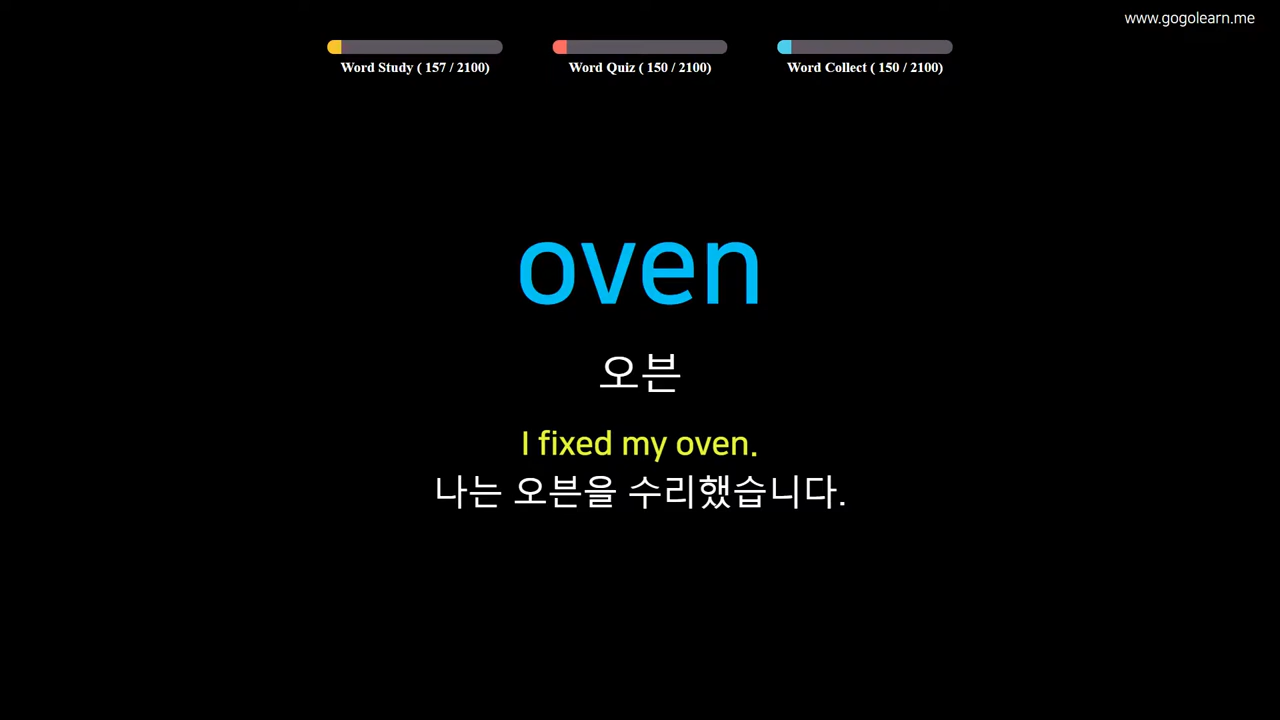 www.gogolearn.me
Word Study ( 157 / 2100)
Word Quiz ( 150 / 2100)
Word Collect ( 150 / 2100)
oven
오븐
I fixed my oven.
나는 오븐을 수리했습니다.